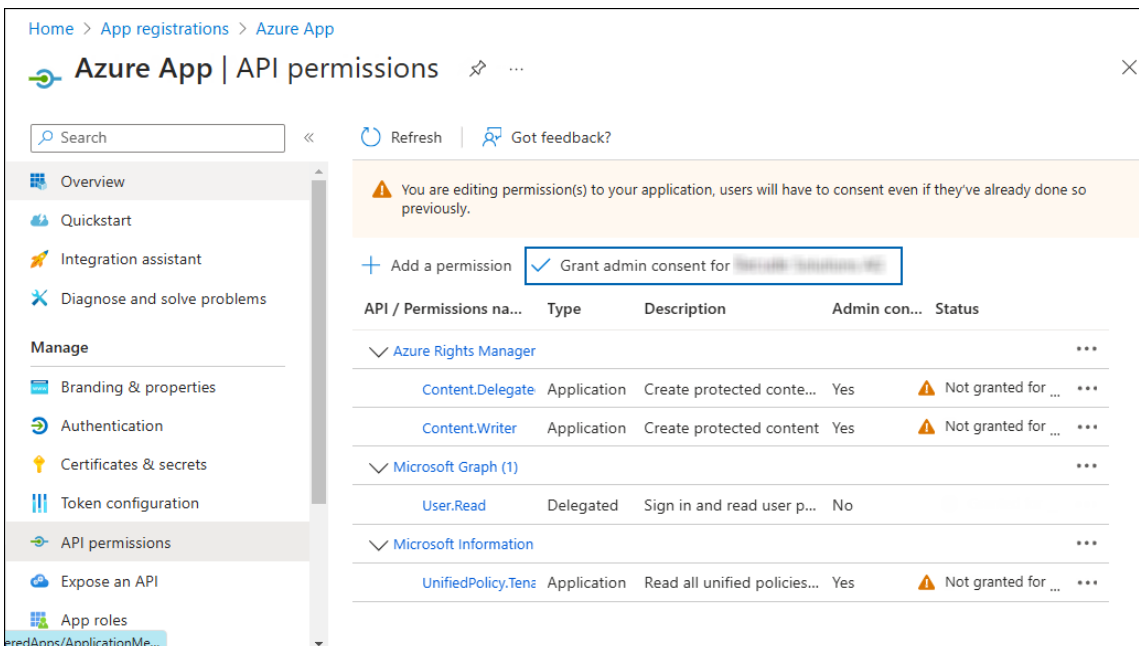 Home > App registrations > Azure App
Azure App | API permissions
Search
Refresh
Got feedback?
Overview
Quickstart
Integration assistant
Diagnose and solve problems
Manage
Branding & properties
Authentication
Certificates & secrets
Token configuration
API permissions
Expose an API
App roles
eredApps/ApplicationMe...
You are editing permission(s) to your application, users will have to consent even if they've already done so
previously.
Add a permission
Grant admin consent for
API / Permissions na... Type Description Admin con... Status
Azure Rights Manager
Content.Delegate Application Create protected conte... Yes Not granted for ...
Content.Writer Application Create protected content Yes Not granted for ...
Microsoft Graph (1)
User.Read Delegated Sign in and read user p... No
Microsoft Information
UnifiedPolicy.Tena Application Read all unified policies... Yes Not granted for ...